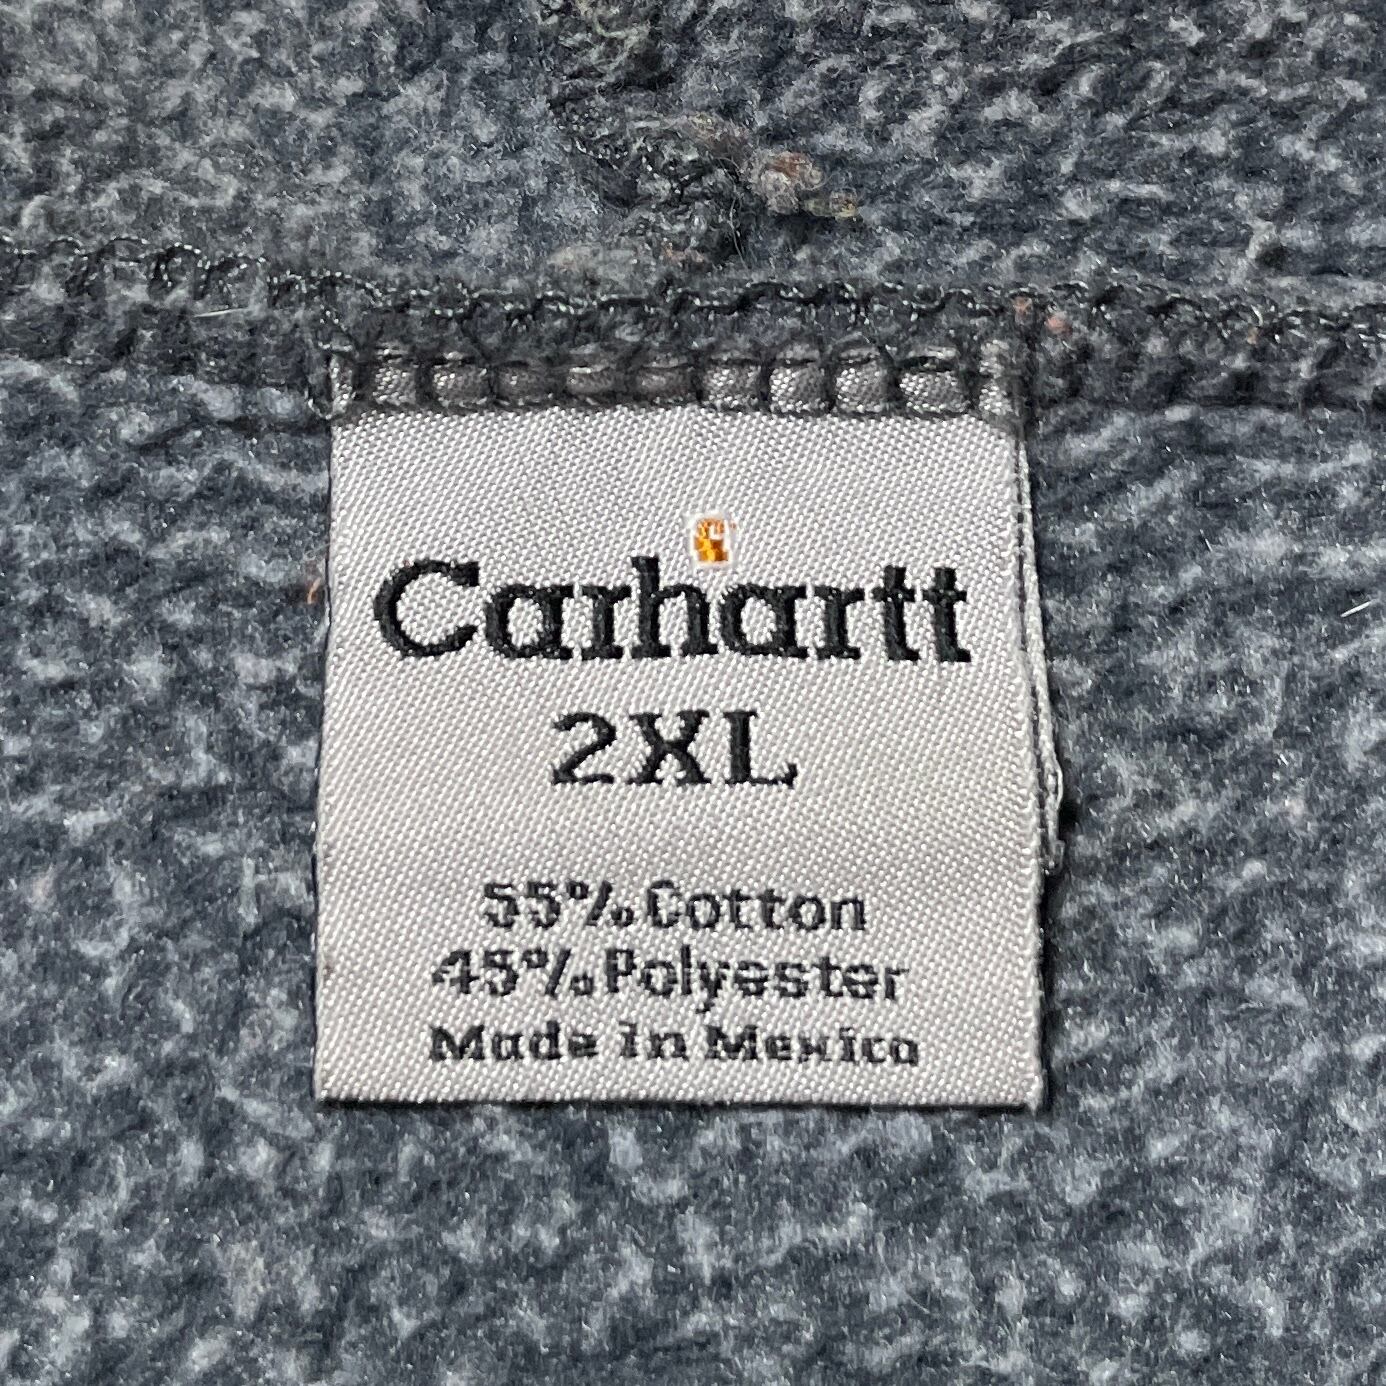 Carhartt
2XL
55% Cotton
45% Polyester
Made in Mexico